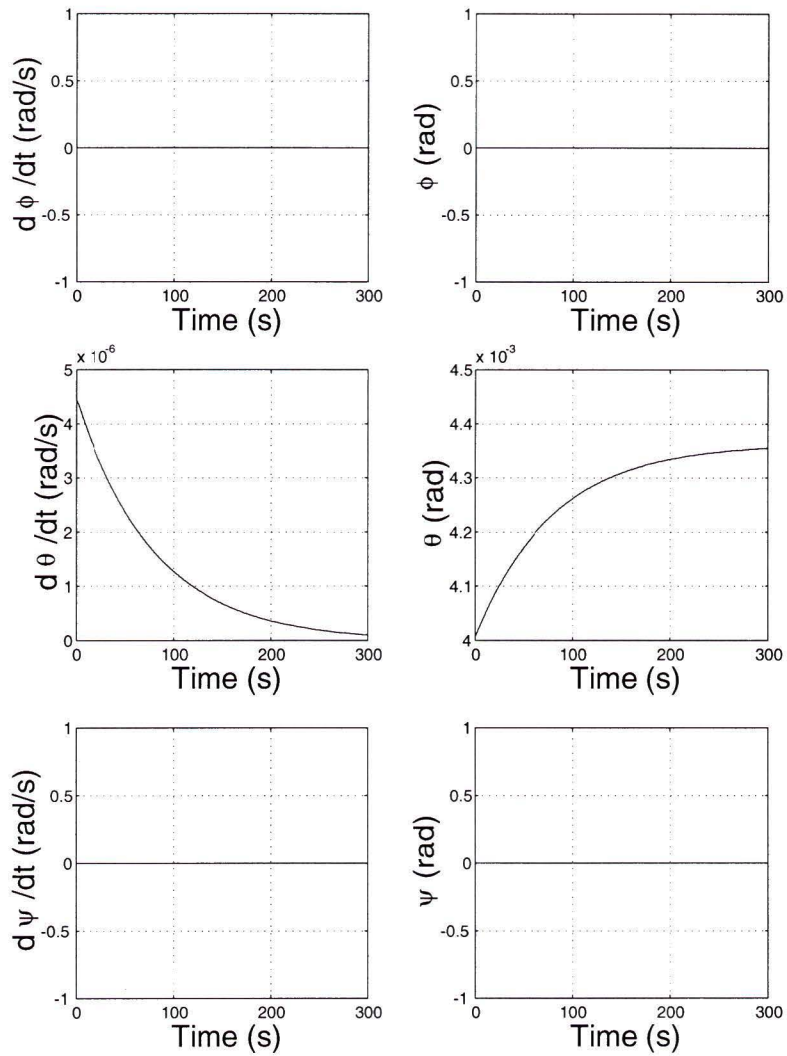 1
0.5
0
-0.5
-1
d φ /dt (rad/s)
0 100 200 300
Time (s)
1
0.5
0
-0.5
-1
φ (rad)
0 100 200 300
Time (s)
x 10^-6
5
4
3
2
1
0
d θ /dt (rad/s)
0 100 200 300
Time (s)
x 10^-3
4.5
4.4
4.3
4.2
4.1
4
θ (rad)
0 100 200 300
Time (s)
1
0.5
0
-0.5
-1
d ψ /dt (rad/s)
0 100 200 300
Time (s)
1
0.5
0
-0.5
-1
ψ (rad)
0 100 200 300
Time (s)